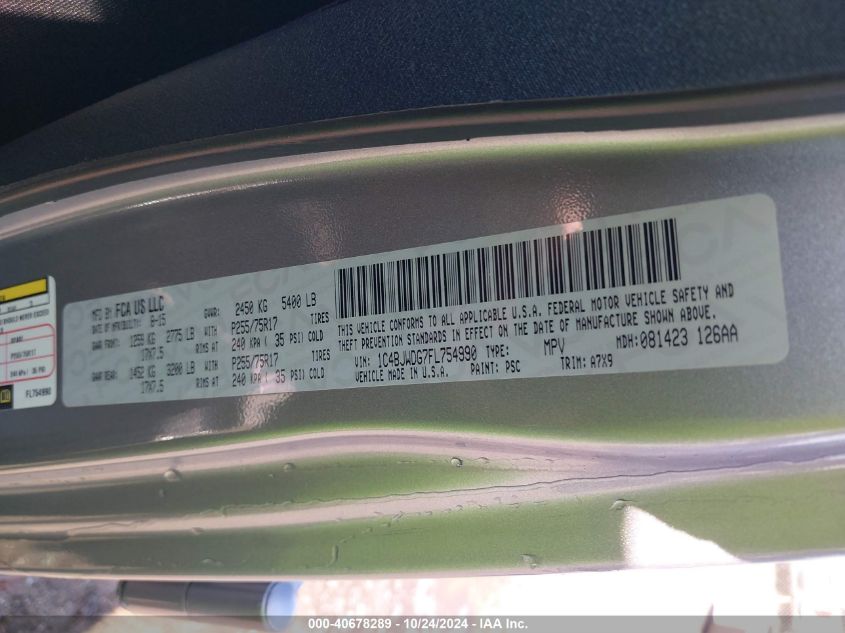 MFD BY FCA US LLC
DATE OF MFR/BUILT: 8-15
GVWR: 2450 KG 5400 LB
GAWR FRONT: 1259 KG 2775 LB WITH P255/75R17 TIRES
17X7.5 RIMS AT 240 KPA ( 35 PSI) COLD
GAWR REAR: 1452 KG 3200 LB WITH P255/75R17 TIRES
17X7.5 RIMS AT 240 KPA ( 35 PSI) COLD
THIS VEHICLE CONFORMS TO ALL APPLICABLE U.S.A. FEDERAL MOTOR VEHICLE SAFETY AND
THEFT PREVENTION STANDARDS IN EFFECT ON THE DATE OF MANUFACTURE SHOWN ABOVE.
VIN: 1C4BJWDG7FL754990 TYPE: MPV MDH: 081423 126AA
VEHICLE MADE IN U.S.A. PAINT: PSC TRIM: A7X9
P255/75R17
FL754990
000-40678289 - 10/24/2024 - IAA Inc.